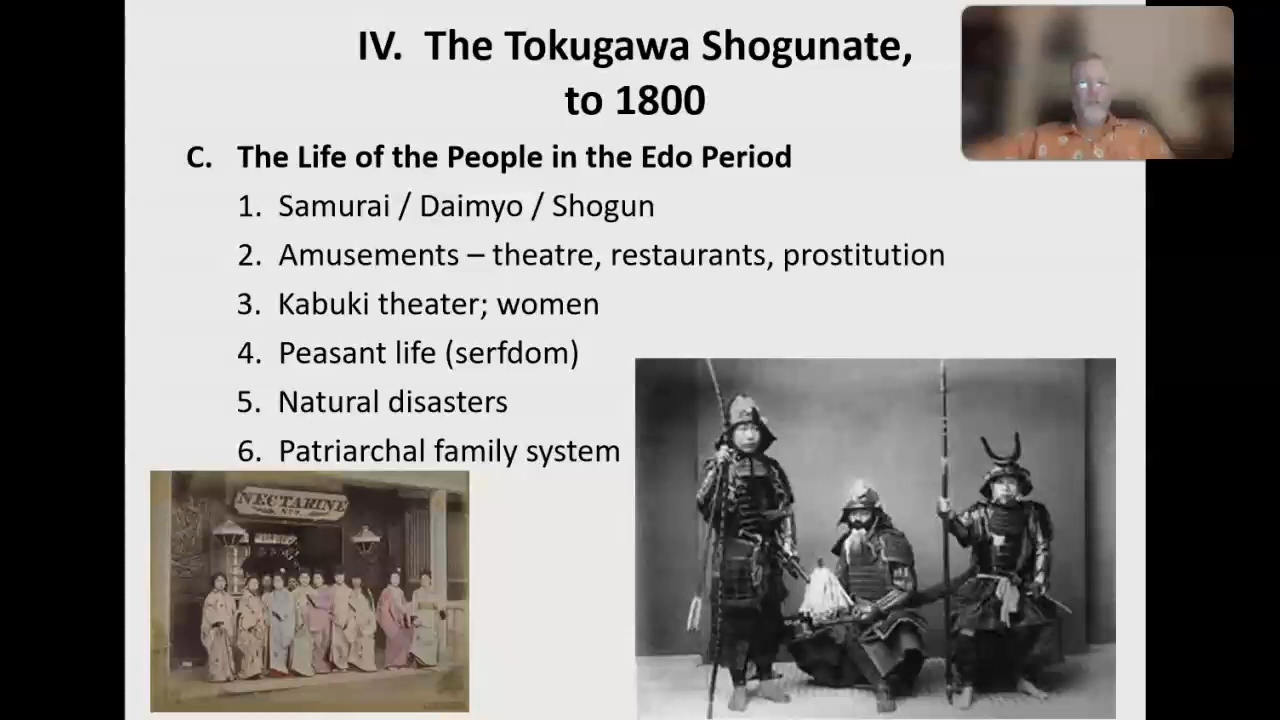 IV. The Tokugawa Shogunate,
to 1800
C. The Life of the People in the Edo Period
1. Samurai / Daimyo / Shogun
2. Amusements – theatre, restaurants, prostitution
3. Kabuki theater; women
4. Peasant life (serfdom)
5. Natural disasters
6. Patriarchal family system
NECTARINE